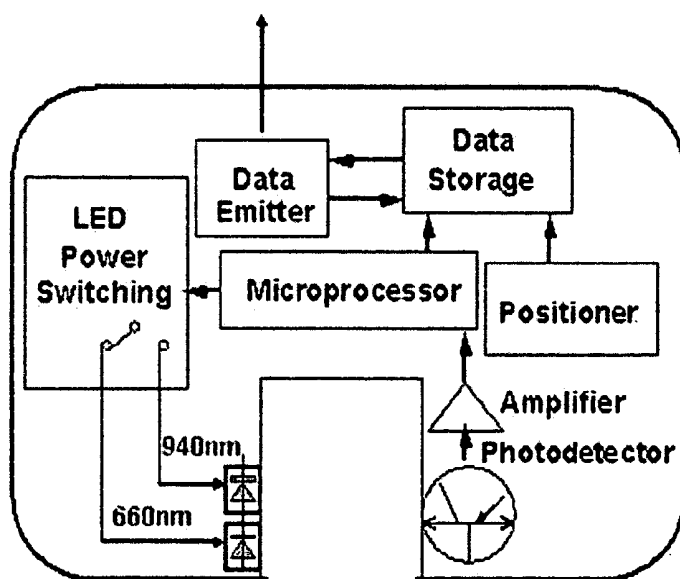 Data
Storage
Data
Emitter
LED
Power
Switching
Microprocessor
Positioner
Amplifier
Photodetector
940nm
660nm